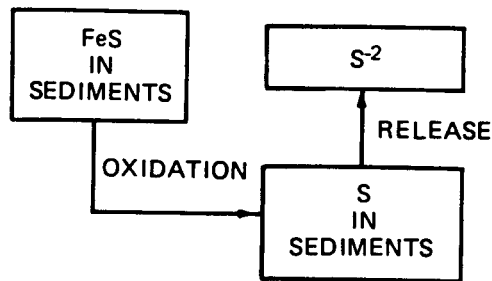 FeS
IN
SEDIMENTS
S⁻²
RELEASE
OXIDATION
S
IN
SEDIMENTS